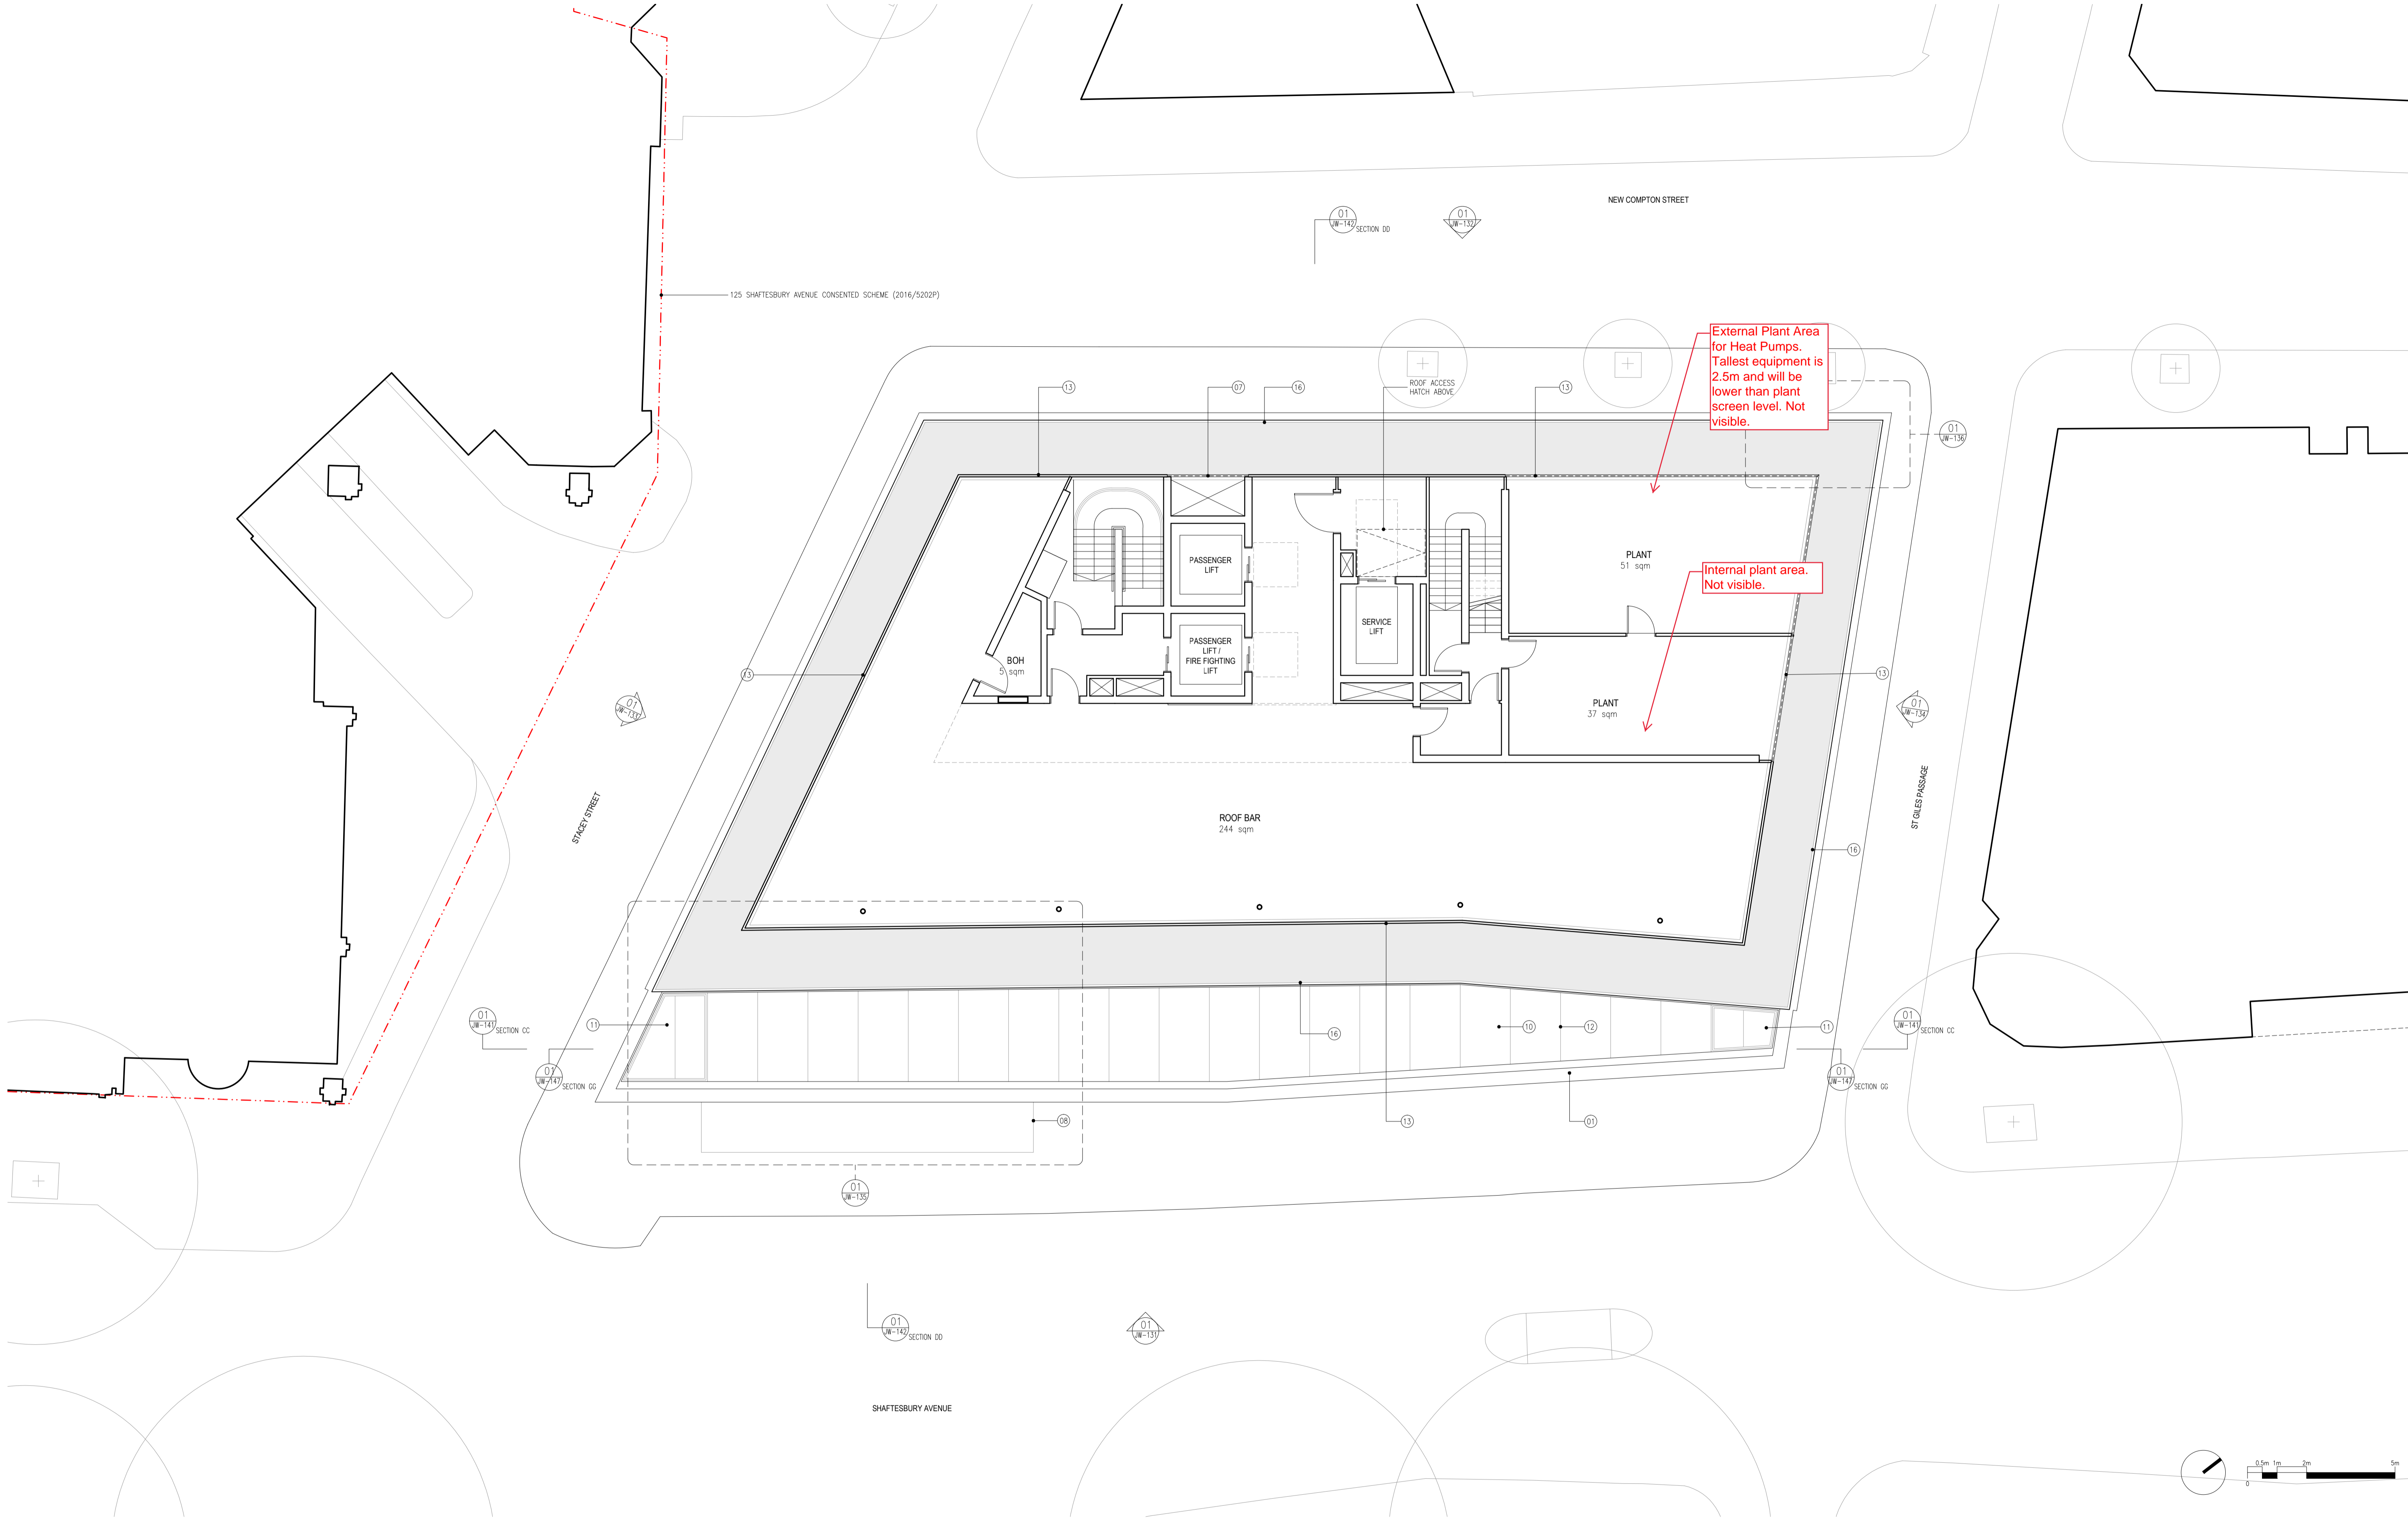 NEW COMPTON STREET
01
JW-142
SECTION DD
01
JW-132
125 SHAFTESBURY AVENUE CONSENTED SCHEME (2016/5202P)
External Plant Area
for Heat Pumps.
Tallest equipment is
2.5m and will be
lower than plant
screen level. Not
visible.
13
07
16
ROOF ACCESS
HATCH ABOVE
13
01
JW-136
PASSENGER
LIFT
PLANT
51 sqm
Internal plant area.
Not visible.
SERVICE
LIFT
PASSENGER
LIFT /
FIRE FIGHTING
LIFT
BOH
5 sqm
13
13
01
JW-133
PLANT
37 sqm
01
JW-134
STACEY STREET
ST GILES PASSAGE
ROOF BAR
244 sqm
16
01
JW-141
SECTION CC
11
16
10
12
11
01
JW-141
SECTION CC
01
JW-147
SECTION GG
01
JW-147
SECTION GG
08
13
01
01
JW-135
01
JW-142
SECTION DD
01
JW-131
SHAFTESBURY AVENUE
0.5m 1m 2m 5m
0